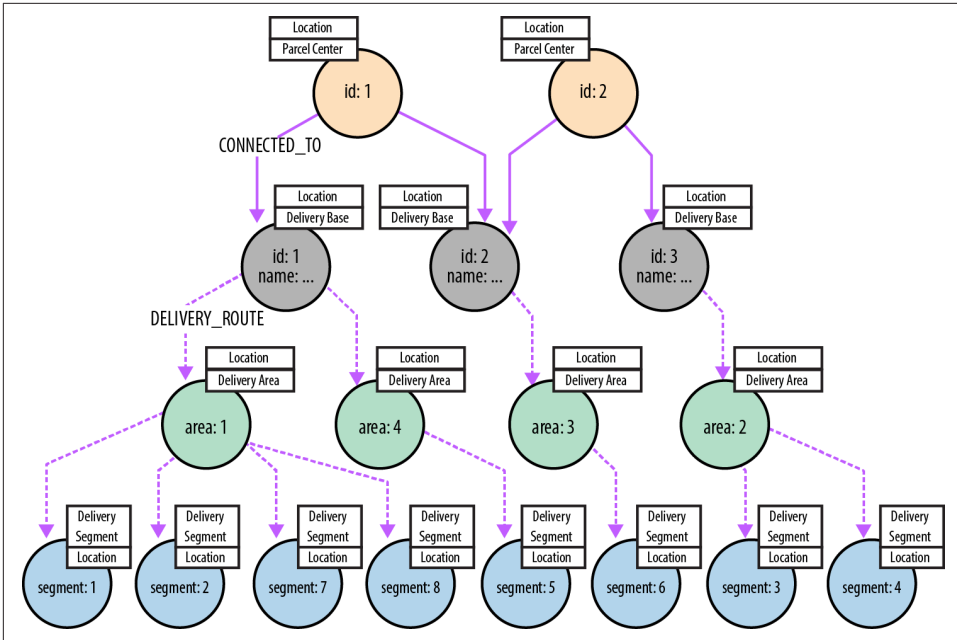 Location
Parcel Center
id: 1
Location
Parcel Center
id: 2
CONNECTED_TO
Location
Delivery Base
id: 1
name: ...
Location
Delivery Base
id: 2
name: ...
Location
Delivery Base
id: 3
name: ...
DELIVERY_ROUTE
Location
Delivery Area
area: 1
Location
Delivery Area
area: 4
Location
Delivery Area
area: 3
Location
Delivery Area
area: 2
Delivery
Segment
Location
segment: 1
Delivery
Segment
Location
segment: 2
Delivery
Segment
Location
segment: 7
Delivery
Segment
Location
segment: 8
Delivery
Segment
Location
segment: 5
Delivery
Segment
Location
segment: 6
Delivery
Segment
Location
segment: 3
Delivery
Segment
Location
segment: 4